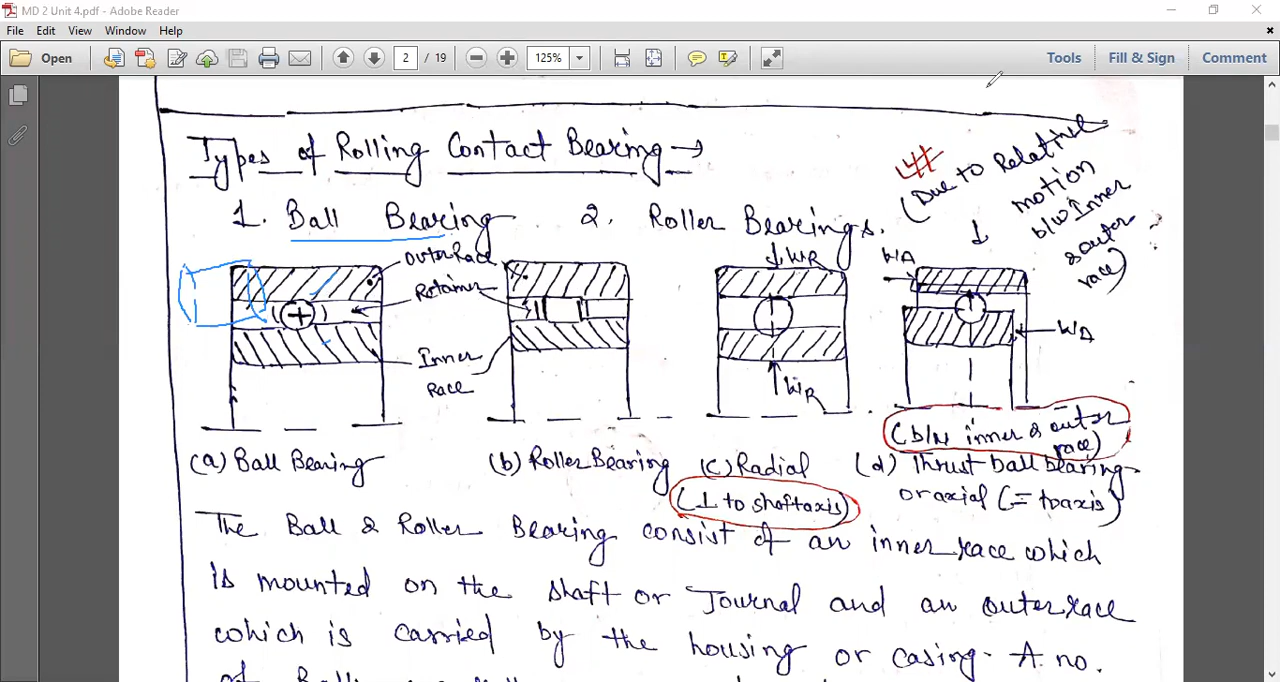 MD 2 Unit 4.pdf - Adobe Reader
File Edit View Window Help
Open 2 / 19 125% Tools Fill & Sign Comment
Types of Rolling Contact Bearing →
(Due to Relative
motion
b/w Inner
& outer
race)
1. Ball Bearing 2. Roller Bearings.
Outer Race
Retainer
Inner
Race
WR
WR
WA
WA
(b/w inner & outer
race)
(a) Ball Bearing (b) Roller Bearing (c) Radial (d) Thrust ball bearing
(⊥ to shaft axis) or axial (= to axis)
The Ball & Roller Bearing consist of an inner race which
is mounted on the shaft or Journal and an outer race
which is carried by the housing or casing. A no.